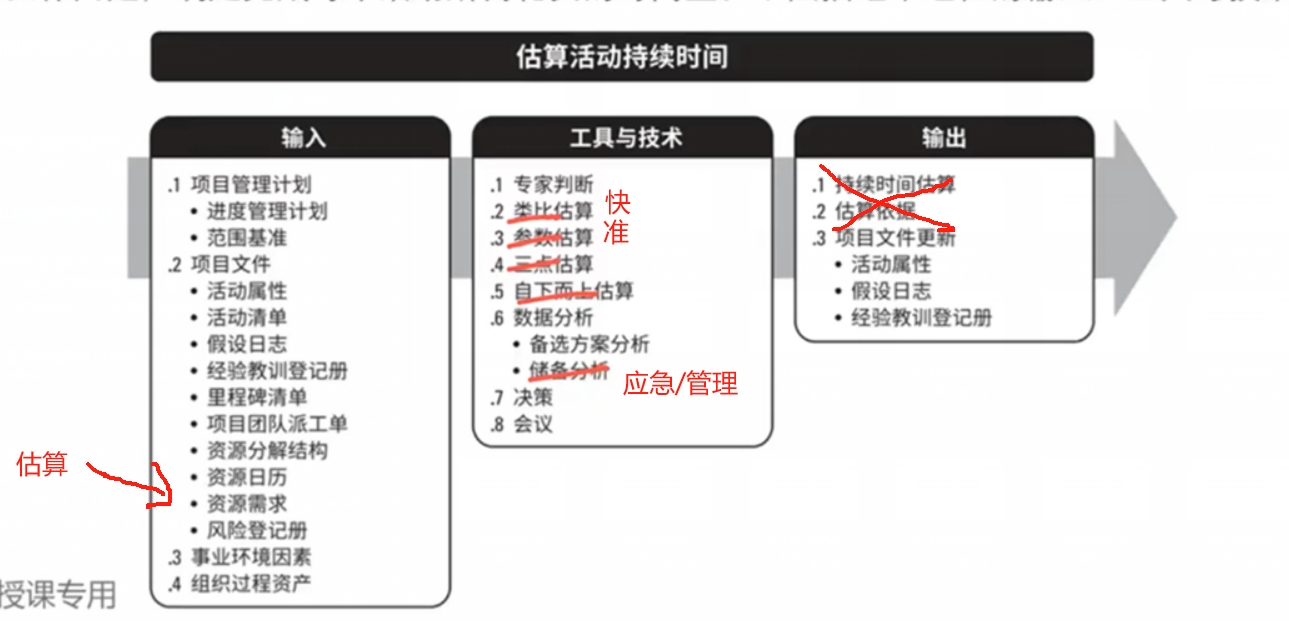 估算活动持续时间
输入
.1 项目管理计划
• 进度管理计划
• 范围基准
.2 项目文件
• 活动属性
• 活动清单
• 假设日志
• 经验教训登记册
• 里程碑清单
• 项目团队派工单
• 资源分解结构
• 资源日历
• 资源需求
• 风险登记册
.3 事业环境因素
.4 组织过程资产
估算
工具与技术
.1 专家判断
.2 类比估算 快
.3 参数估算 准
.4 三点估算
.5 自下而上估算
.6 数据分析
• 备选方案分析
• 储备分析 应急/管理
.7 决策
.8 会议
输出
.1 持续时间估算
.2 估算依据
.3 项目文件更新
• 活动属性
• 假设日志
• 经验教训登记册
授课专用